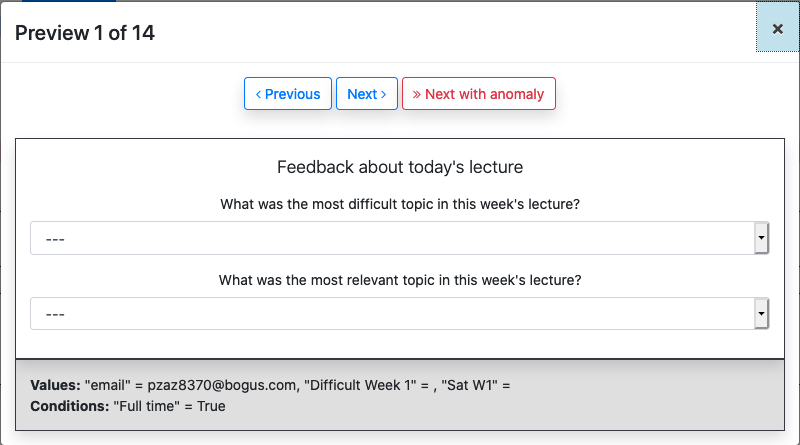 Preview 1 of 14
×
‹ Previous Next › » Next with anomaly
Feedback about today's lecture
What was the most difficult topic in this week's lecture?
---
What was the most relevant topic in this week's lecture?
---
Values: "email" = pzaz8370@bogus.com, "Difficult Week 1" = , "Sat W1" =
Conditions: "Full time" = True